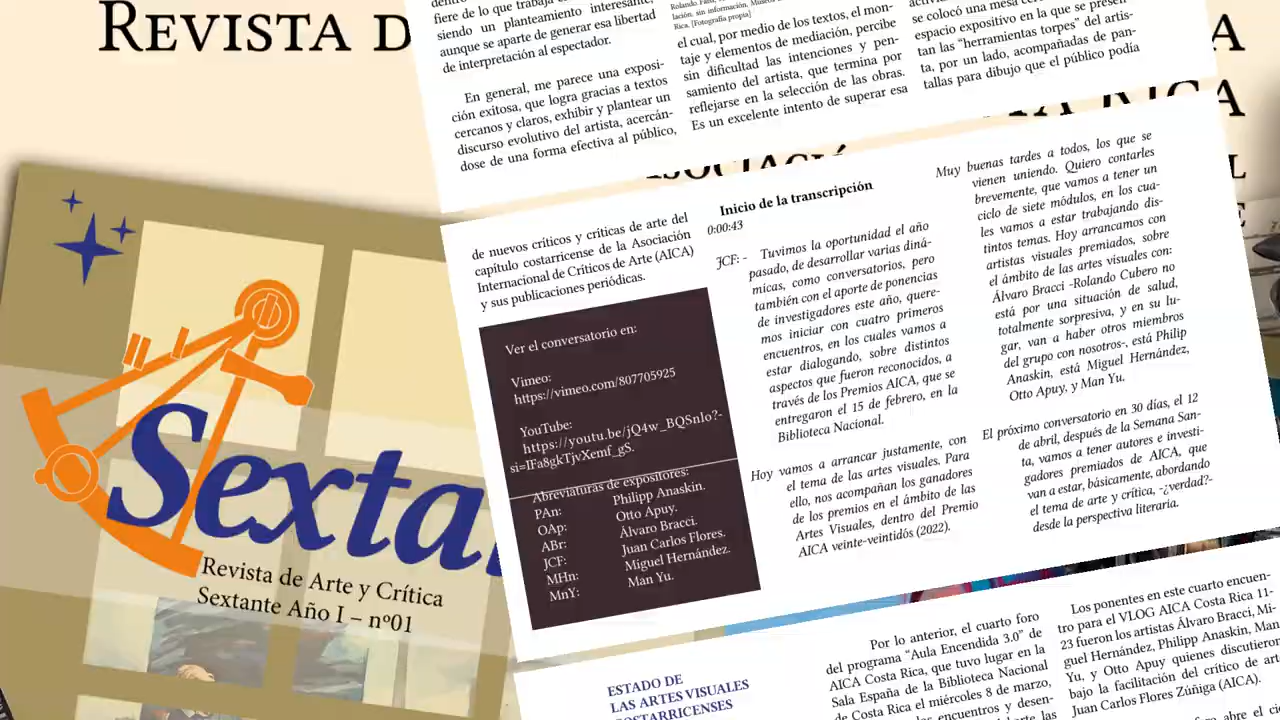 REVISTA D
A
TA RICA
fiere de lo que trabaja
siendo un planteamiento interesante,
aunque se aparte de generar esa libertad
de interpretación al espectador.
En general, me parece una exposi-
ción exitosa, que logra gracias a textos
cercanos y claros, exhibir y plantear un
discurso evolutivo del artista, acercán-
dose de una forma efectiva al público,
lación, sin información, Museos
Rica. [Fotografía propia]
el cual, por medio de los textos, el mon-
taje y elementos de mediación, percibe
sin dificultad las intenciones y pen-
samiento del artista, que termina por
reflejarse en la selección de las obras.
Es un excelente intento de superar esa
se colocó una mesa
espacio expositivo en la que se presen-
tan las “herramientas torpes” del artis-
ta, por un lado, acompañadas de pan-
tallas para dibujo que el público podía
de nuevos críticos y críticas de arte del
capítulo costarricense de la Asociación
Internacional de Críticos de Arte (AICA)
y sus publicaciones periódicas.
Ver el conversatorio en:
Vimeo:
https://vimeo.com/807705925
YouTube:
https://youtu.be/jQ4w_BQSnIo?-
si=IFa8gkTjvXemf_gS.
Abreviaturas de expositores:
PAn: Philipp Anaskin.
OAp: Otto Apuy.
ABr: Álvaro Bracci.
JCF: Juan Carlos Flores.
MHn: Miguel Hernández.
MnY: Man Yu.
Inicio de la transcripción
0:00:43
JCF: - Tuvimos la oportunidad el año
pasado, de desarrollar varias diná-
micas, como conversatorios, pero
también con el aporte de ponencias
de investigadores este año, quere-
mos iniciar con cuatro primeros
encuentros, en los cuales vamos a
estar dialogando, sobre distintos
aspectos que fueron reconocidos, a
través de los Premios AICA, que se
entregaron el 15 de febrero, en la
Biblioteca Nacional.
Hoy vamos a arrancar justamente, con
el tema de las artes visuales. Para
ello, nos acompañan los ganadores
de los premios en el ámbito de las
Artes Visuales, dentro del Premio
AICA veinte-veintidós (2022).
Muy buenas tardes a todos, los que se
vienen uniendo. Quiero contarles
brevemente, que vamos a tener un
ciclo de siete módulos, en los cua-
les vamos a estar trabajando dis-
tintos temas. Hoy arrancamos con
artistas visuales premiados, sobre
el ámbito de las artes visuales con:
Álvaro Bracci -Rolando Cubero no
está por una situación de salud,
totalmente sorpresiva, y en su lu-
gar, van a haber otros miembros
del grupo con nosotros-, está Philip
Anaskin, está Miguel Hernández,
Otto Apuy, y Man Yu.
El próximo conversatorio en 30 días, el 12
de abril, después de la Semana San-
ta, vamos a tener autores e investi-
gadores premiados de AICA, que
van a estar, básicamente, abordando
el tema de arte y crítica, -¿verdad?-
desde la perspectiva literaria.
Sexta
Revista de Arte y Crítica
Sextante Año I – nº01
ESTADO DE
LAS ARTES VISUALES
COSTARRICENSES
Por lo anterior, el cuarto foro
del programa “Aula Encendida 3.0” de
AICA Costa Rica, que tuvo lugar en la
Sala España de la Biblioteca Nacional
de Costa Rica el miércoles 8 de marzo,
encuentros y desen-
Los ponentes en este cuarto encuen-
tro para el VLOG AICA Costa Rica 11-
23 fueron los artistas Álvaro Bracci, Mi-
guel Hernández, Philipp Anaskin, Man
Yu, y Otto Apuy quienes discutieron
bajo la facilitación del crítico de arte
Juan Carlos Flores Zúñiga (AICA).
abre el ci